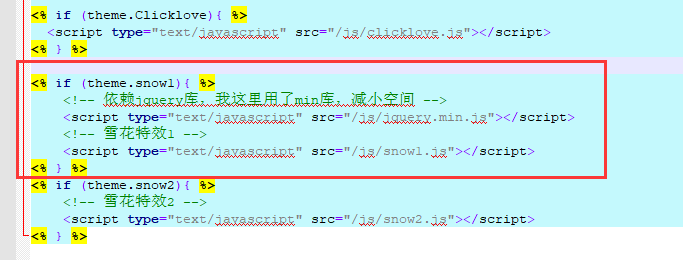 <% if (theme.Clicklove){ %>
<script type="text/javascript" src="/js/clicklove.js"></script>
<% } %>
<% if (theme.snow1){ %>
<!-- 依赖jquery库，我这里用了min库，减小空间 -->
<script type="text/javascript" src="/js/jquery.min.js"></script>
<!-- 雪花特效1 -->
<script type="text/javascript" src="/js/snow1.js"></script>
<% } %>
<% if (theme.snow2){ %>
<!-- 雪花特效2 -->
<script type="text/javascript" src="/js/snow2.js"></script>
<% } %>